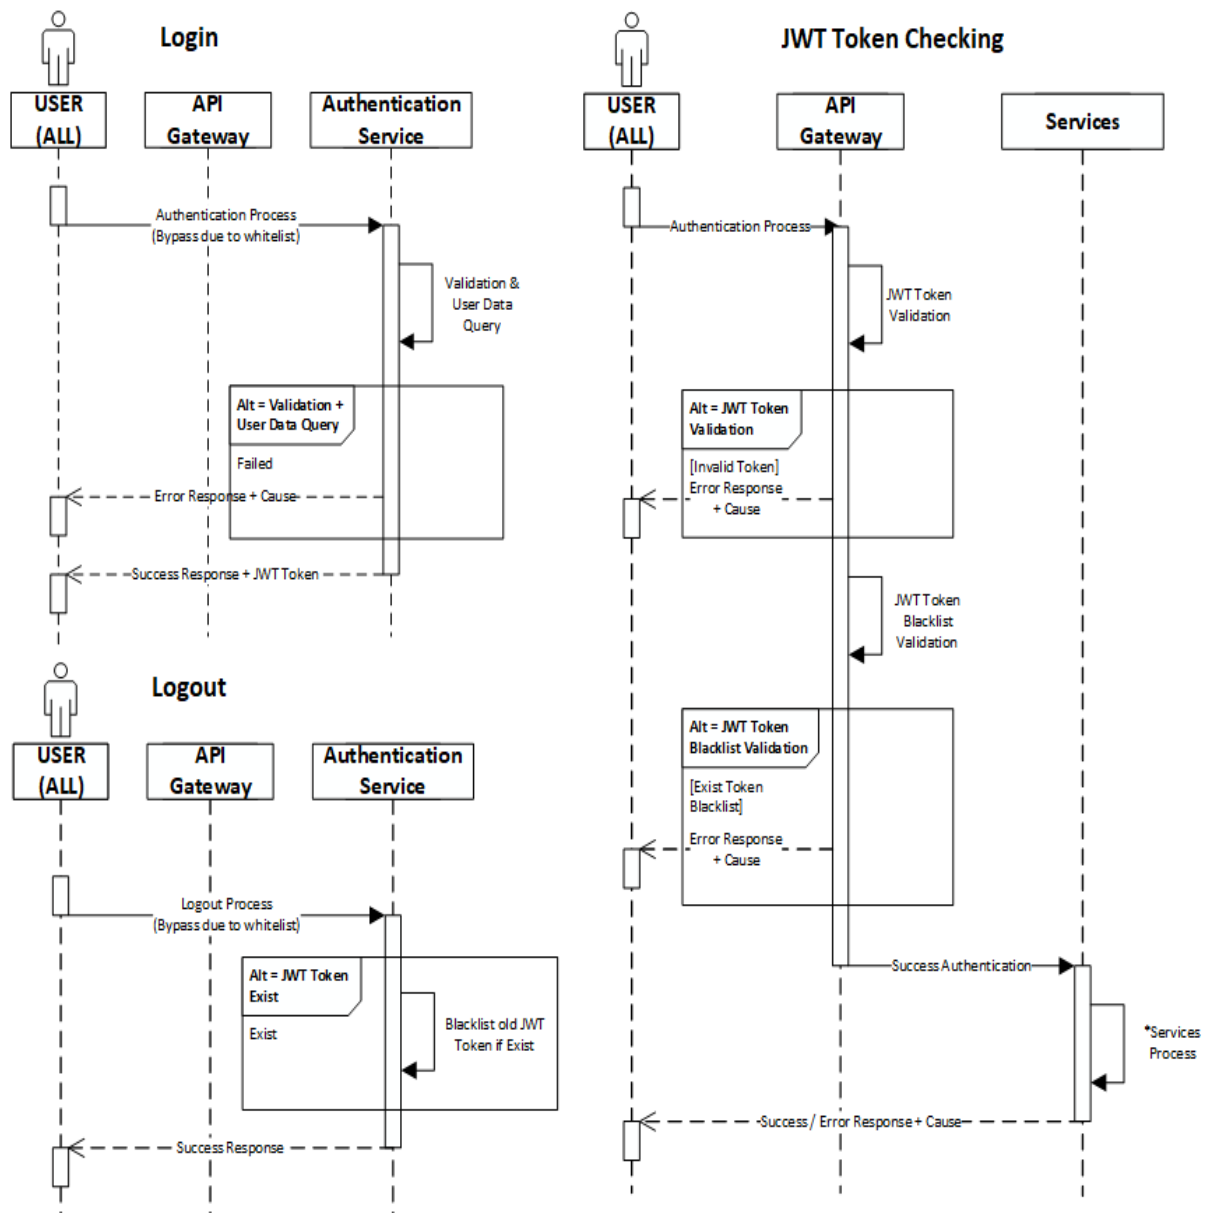 Login
USER
(ALL)
API
Gateway
Authentication
Service
Authentication Process
(Bypass due to whitelist)
Validation &
User Data
Query
Alt = Validation +
User Data Query
Failed
Error Response + Cause
Success Response + JWT Token
Logout
USER
(ALL)
API
Gateway
Authentication
Service
Logout Process
(Bypass due to whitelist)
Alt = JWT Token
Exist
Exist
Blacklist old JWT
Token if Exist
Success Response
JWT Token Checking
USER
(ALL)
API
Gateway
Services
Authentication Process
JWT Token
Validation
Alt = JWT Token
Validation
[Invalid Token]
Error Response
+ Cause
JWT Token
Blacklist
Validation
Alt = JWT Token
Blacklist Validation
[Exist Token
Blacklist]
Error Response
+ Cause
Success Authentication
*Services
Process
Success / Error Response + Cause